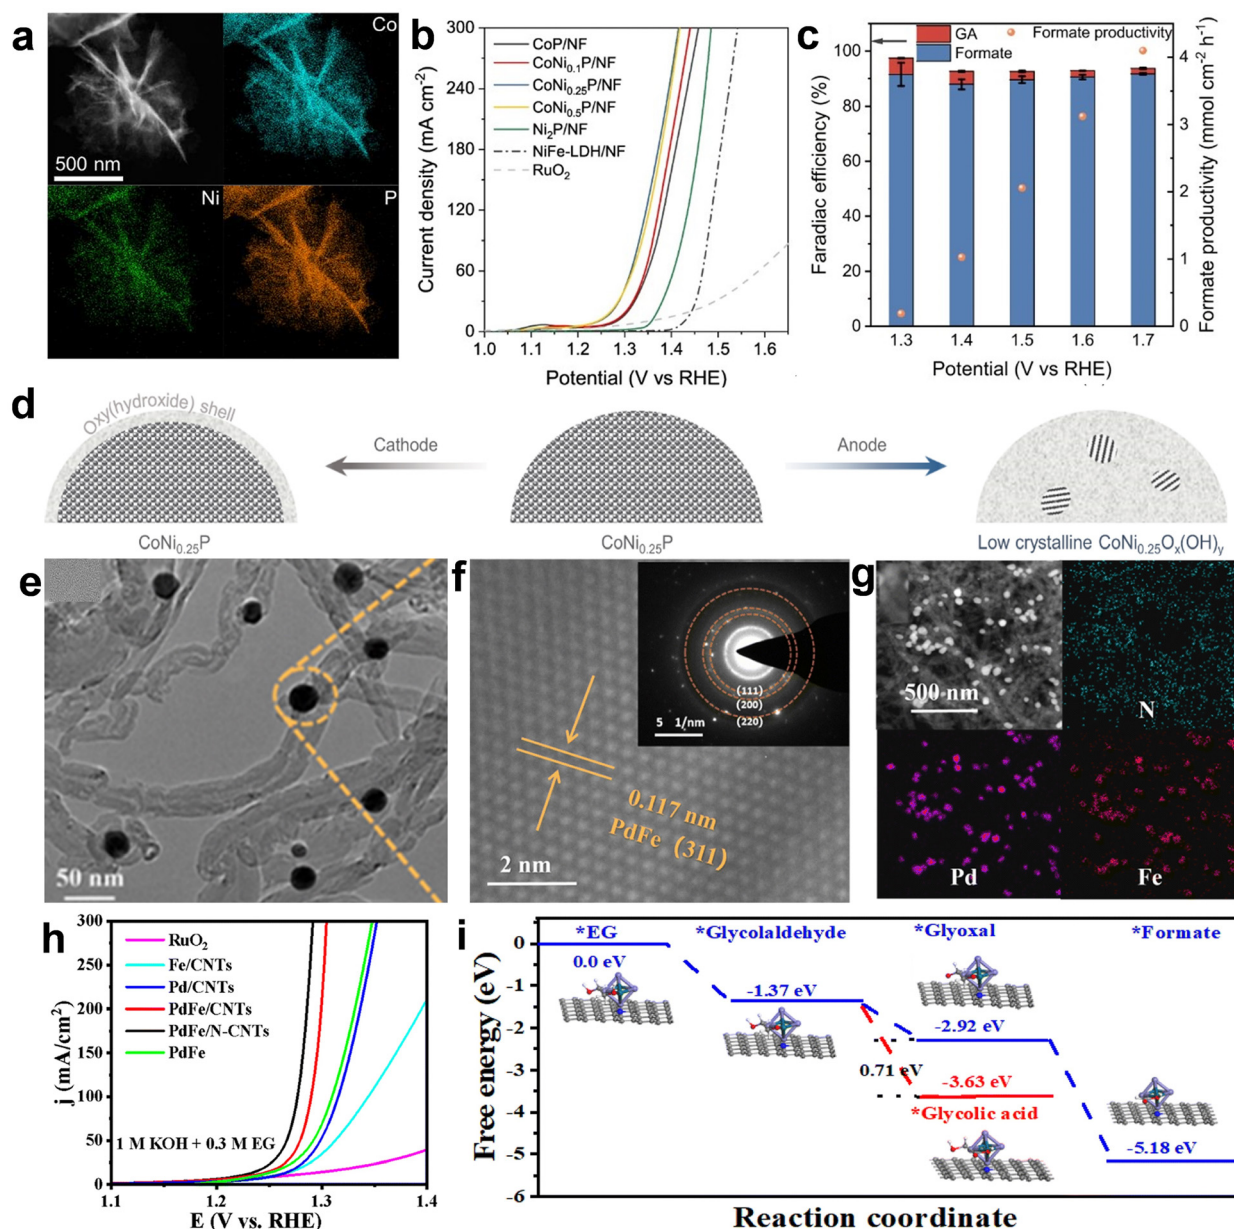 a
Co
500 nm
Ni
P
b
300
240
180
120
60
0
Current density (mA cm⁻²)
CoP/NF
CoNi₀.₁P/NF
CoNi₀.₂₅P/NF
CoNi₀.₅P/NF
Ni₂P/NF
NiFe-LDH/NF
RuO₂
1.0 1.1 1.2 1.3 1.4 1.5 1.6
Potential (V vs RHE)
c
GA
Formate productivity
Formate
100
80
60
40
20
0
Faradiac efficiency (%)
4
3
2
1
0
Formate productivity (mmol cm⁻² h⁻¹)
1.3 1.4 1.5 1.6 1.7
Potential (V vs RHE)
d
Oxy(hydroxide) shell
Cathode
Anode
CoNi₀.₂₅P
CoNi₀.₂₅P
Low crystalline CoNi₀.₂₅Oₓ(OH)ᵧ
e
50 nm
f
0.117 nm
PdFe (311)
2 nm
(111)
(200)
(220)
5 1/nm
g
500 nm
N
Pd
Fe
h
300
250
200
150
100
50
0
j (mA/cm²)
RuO₂
Fe/CNTs
Pd/CNTs
PdFe/CNTs
PdFe/N-CNTs
PdFe
1 M KOH + 0.3 M EG
1.1 1.2 1.3 1.4
E (V vs. RHE)
i
0
-1
-2
-3
-4
-5
-6
Free energy (eV)
*EG
0.0 eV
*Glycolaldehyde
-1.37 eV
*Glyoxal
-2.92 eV
0.71 eV
-3.63 eV
*Glycolic acid
*Formate
-5.18 eV
Reaction coordinate